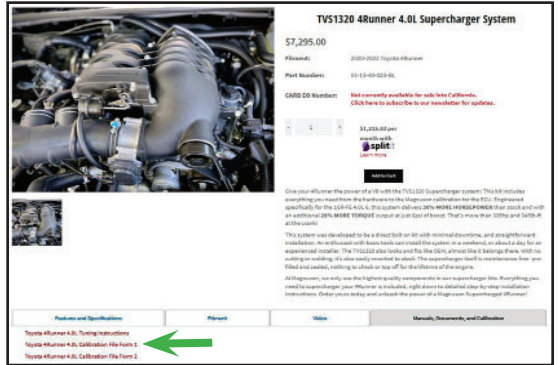 TVS1320 4Runner 4.0L Supercharger System
$7,295.00
Fitment: 2020-2022 Toyota 4Runner
Part Number: 01-13-40-023-BL
CARB EO Number: Not currently available for sale into California.
Click here to subscribe to our newsletter for updates.
per
month with
splitit
Learn more
Add to Cart
Give your 4Runner the power of a V8 with the TVS1320 Supercharger system! This kit includes
everything you need from the hardware to the Magnuson calibration for the ECU. Engineered
specifically for the 1GR-FE 4.0L 6, this system delivers 30% MORE HORSEPOWER than stock and with
an additional 20% MORE TORQUE output at just 6psi of boost. That's more than 335hp and 345lb-ft
at the crank!
This system was developed to be a direct bolt on kit with minimal downtime, and straightforward
installation. An enthusiast with basic tools can install the system in a weekend, or about a day for an
experienced installer. The TVS1320 also looks and fits like OEM, almost like it belongs there. With no
cutting or welding, it's also easily reverted to stock. The supercharger itself is maintenance free- pre-
filled and sealed, nothing to check or top off for the lifetime of the engine.
At Magnuson, we only use the highest quality components in our supercharger kits. Everything you
need to supercharger your 4Runner is included, right down to detailed step-by-step installation
instructions. Order yours today and unleash the power of a Magnuson Supercharged 4Runner!
Features and Specifications Fitment Video Manuals, Documents, and Calibration
Toyota 4Runner 4.0L Tuning Instructions
Toyota 4Runner 4.0L Calibration File Form 1
Toyota 4Runner 4.0L Calibration File Form 2